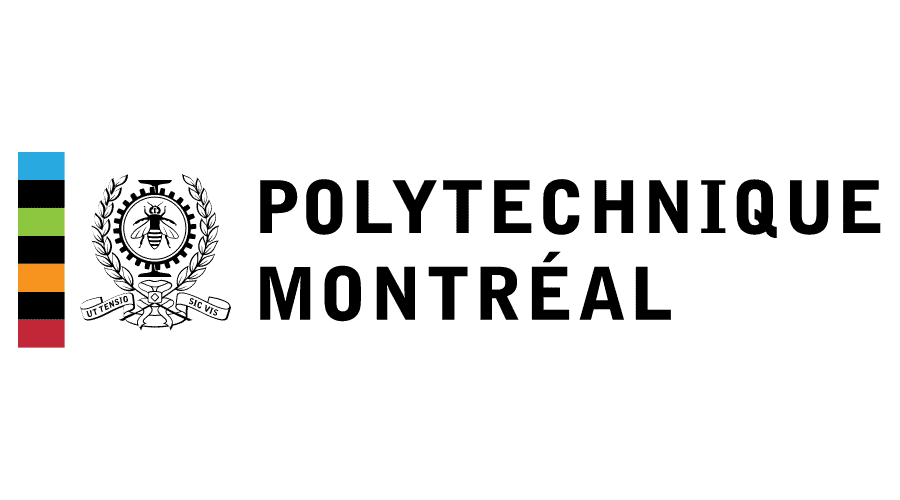 UT TENSIO SIC VIS
POLYTECHNIQUE
MONTRÉAL